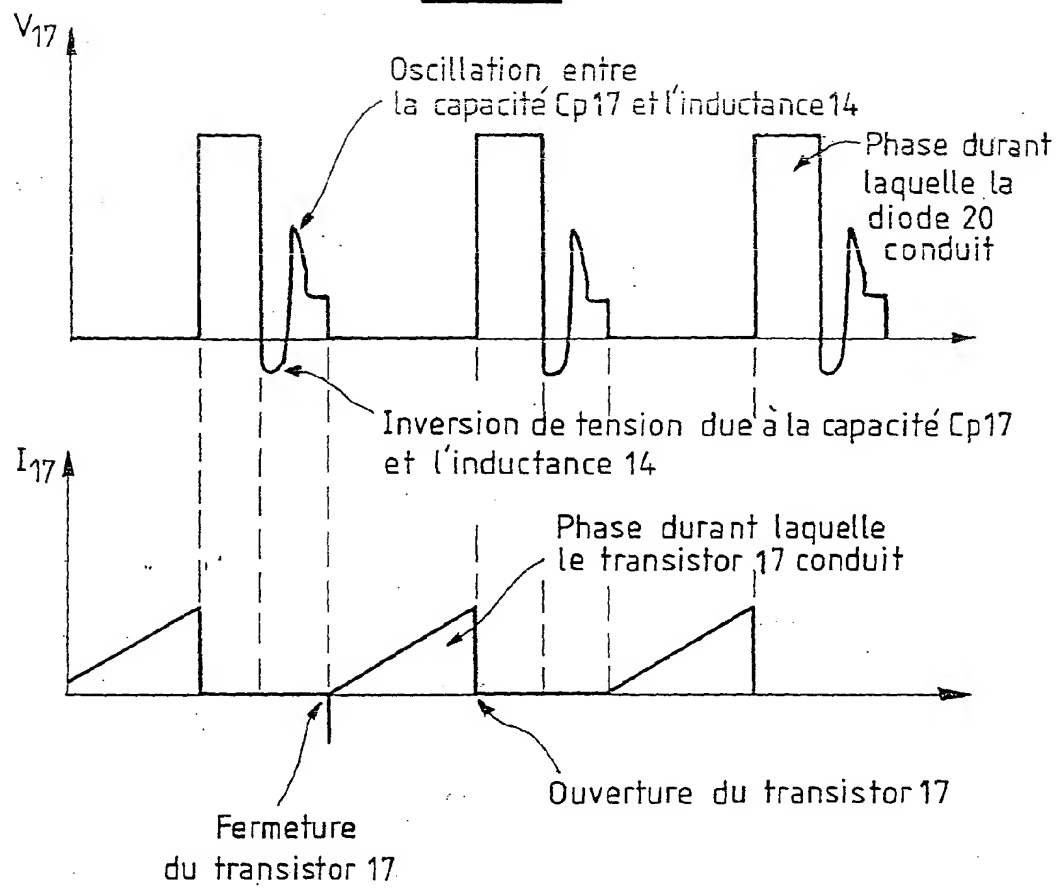 V17
Oscillation entre
la capacité Cp17 et l'inductance 14
Phase durant
laquelle la
diode 20
conduit
Inversion de tension due à la capacité Cp17
et l'inductance 14
I17
Phase durant laquelle
le transistor 17 conduit
Ouverture du transistor 17
Fermeture
du transistor 17